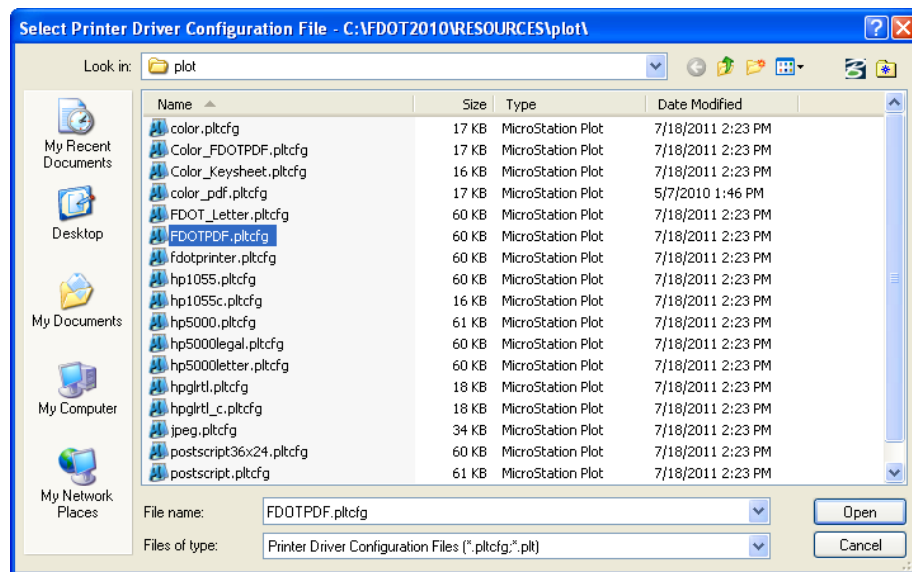 Select Printer Driver Configuration File - C:\FDOT2010\RESOURCES\plot\
Look in: plot
Name Size Type Date Modified
color.pltcfg 17 KB MicroStation Plot 7/18/2011 2:23 PM
Color_FDOTPDF.pltcfg 17 KB MicroStation Plot 7/18/2011 2:23 PM
Color_Keysheet.pltcfg 16 KB MicroStation Plot 7/18/2011 2:23 PM
color_pdf.pltcfg 17 KB MicroStation Plot 5/7/2010 1:46 PM
FDOT_Letter.pltcfg 60 KB MicroStation Plot 7/18/2011 2:23 PM
FDOTPDF.pltcfg 60 KB MicroStation Plot 7/18/2011 2:23 PM
fdotprinter.pltcfg 60 KB MicroStation Plot 7/18/2011 2:23 PM
hp1055.pltcfg 60 KB MicroStation Plot 7/18/2011 2:23 PM
hp1055c.pltcfg 16 KB MicroStation Plot 7/18/2011 2:23 PM
hp5000.pltcfg 61 KB MicroStation Plot 7/18/2011 2:23 PM
hp5000legal.pltcfg 60 KB MicroStation Plot 7/18/2011 2:23 PM
hp5000letter.pltcfg 60 KB MicroStation Plot 7/18/2011 2:23 PM
hpglrtl.pltcfg 18 KB MicroStation Plot 7/18/2011 2:23 PM
hpglrtl_c.pltcfg 18 KB MicroStation Plot 7/18/2011 2:23 PM
jpeg.pltcfg 34 KB MicroStation Plot 7/18/2011 2:23 PM
postscript36x24.pltcfg 60 KB MicroStation Plot 7/18/2011 2:23 PM
postscript.pltcfg 61 KB MicroStation Plot 7/18/2011 2:23 PM
My Recent
Documents
Desktop
My Documents
My Computer
My Network
Places
File name: FDOTPDF.pltcfg Open
Files of type: Printer Driver Configuration Files (*.pltcfg;*.plt) Cancel